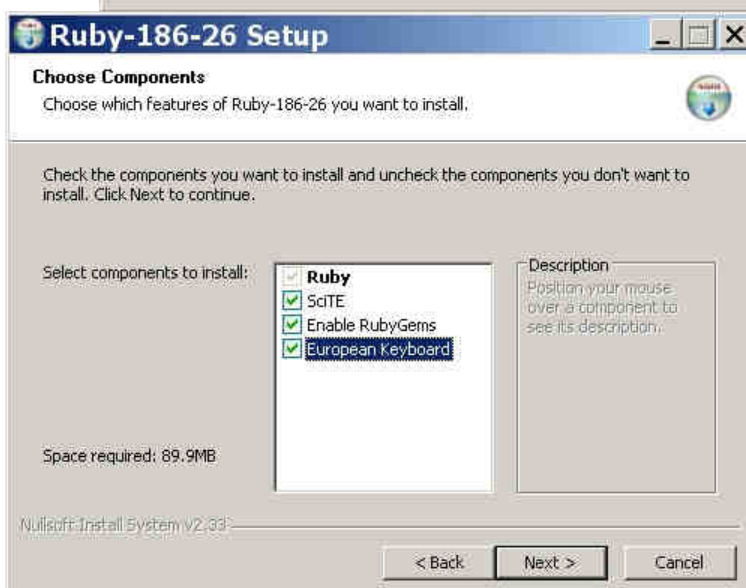 Ruby-186-26 Setup
Choose Components
Choose which features of Ruby-186-26 you want to install.
Check the components you want to install and uncheck the components you don't want to
install. Click Next to continue.
Select components to install:
Ruby
SciTE
Enable RubyGems
European Keyboard
Description
Position your mouse
over a component to
see its description.
Space required: 89.9MB
Nullsoft Install System v2.33
< Back
Next >
Cancel